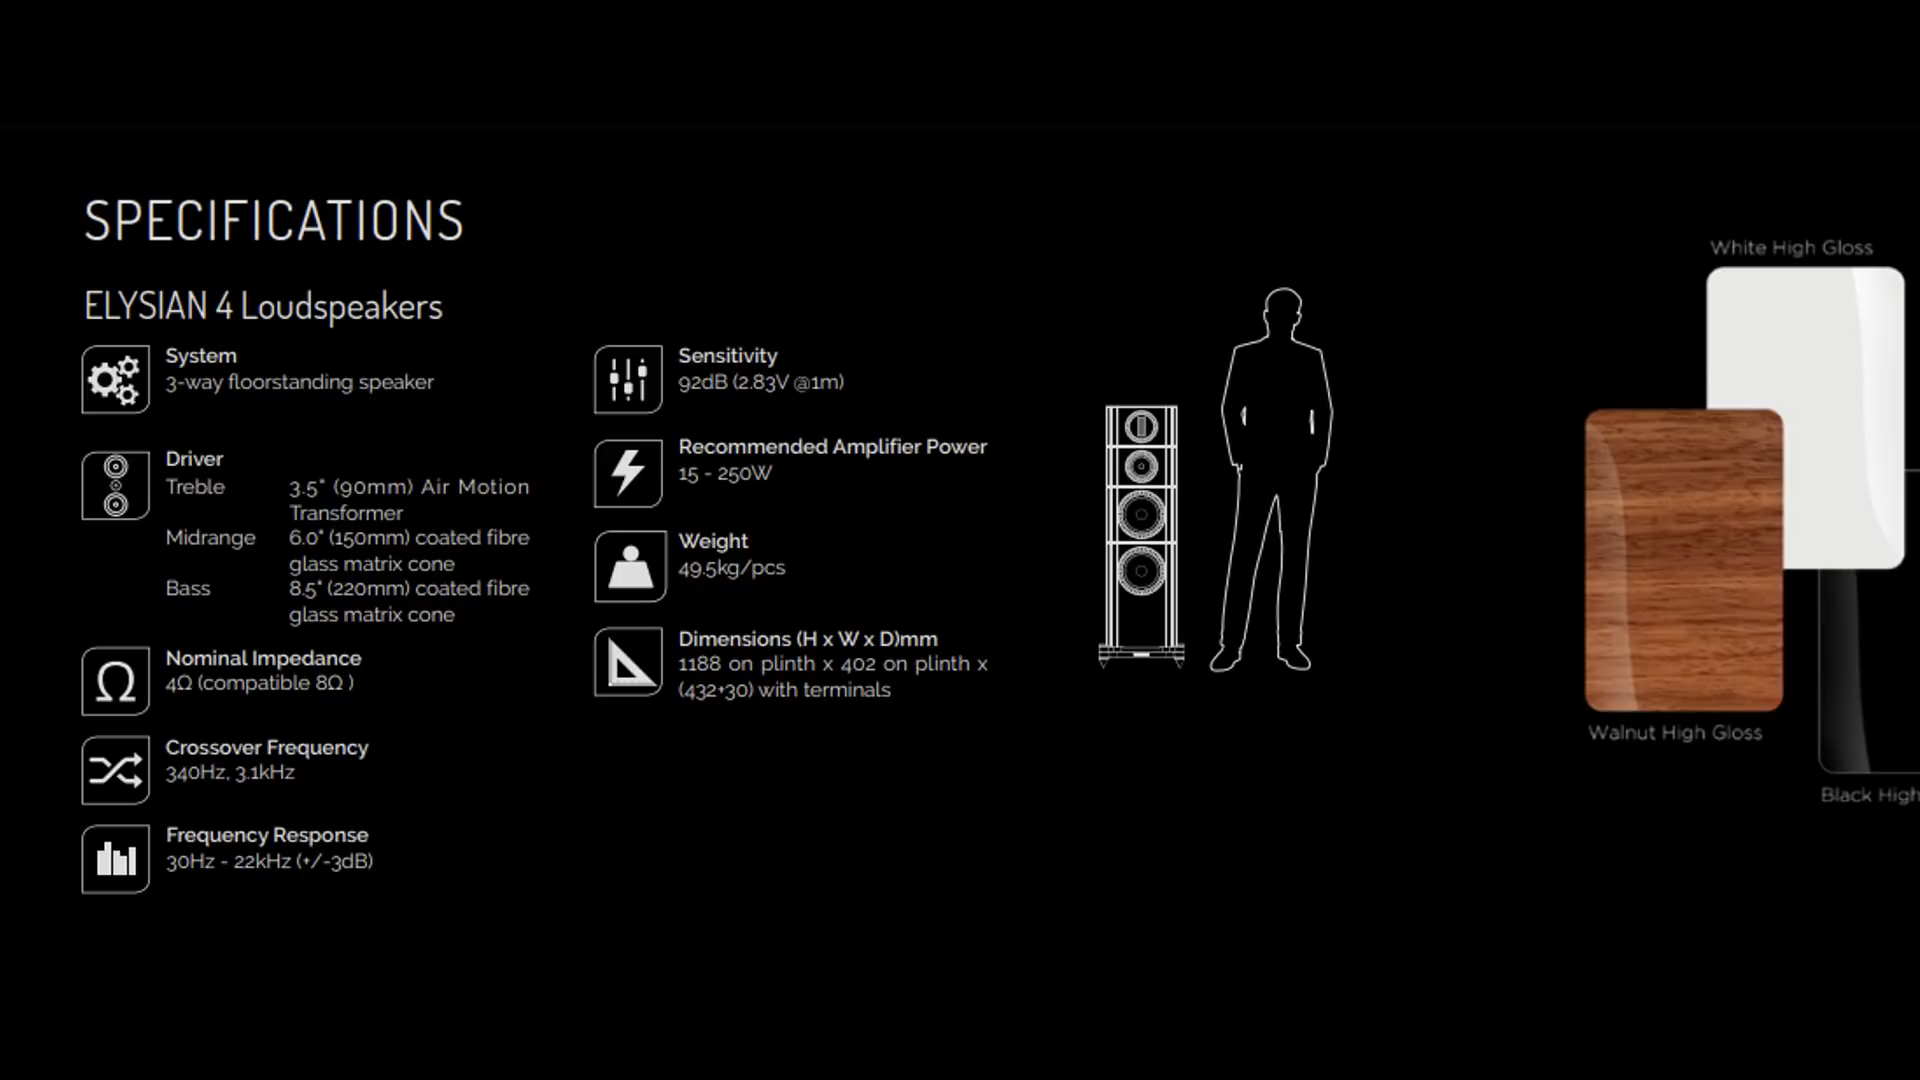 SPECIFICATIONS
ELYSIAN 4 Loudspeakers
System
3-way floorstanding speaker
Driver
Treble 3.5" (90mm) Air Motion
Transformer
Midrange 6.0" (150mm) coated fibre
glass matrix cone
Bass 8.5" (220mm) coated fibre
glass matrix cone
Nominal Impedance
4Ω (compatible 8Ω )
Crossover Frequency
340Hz, 3.1kHz
Frequency Response
30Hz - 22kHz (+/-3dB)
Sensitivity
92dB (2.83V @1m)
Recommended Amplifier Power
15 - 250W
Weight
49.5kg/pcs
Dimensions (H x W x D)mm
1188 on plinth x 402 on plinth x
(432+30) with terminals
White High Gloss
Walnut High Gloss
Black High